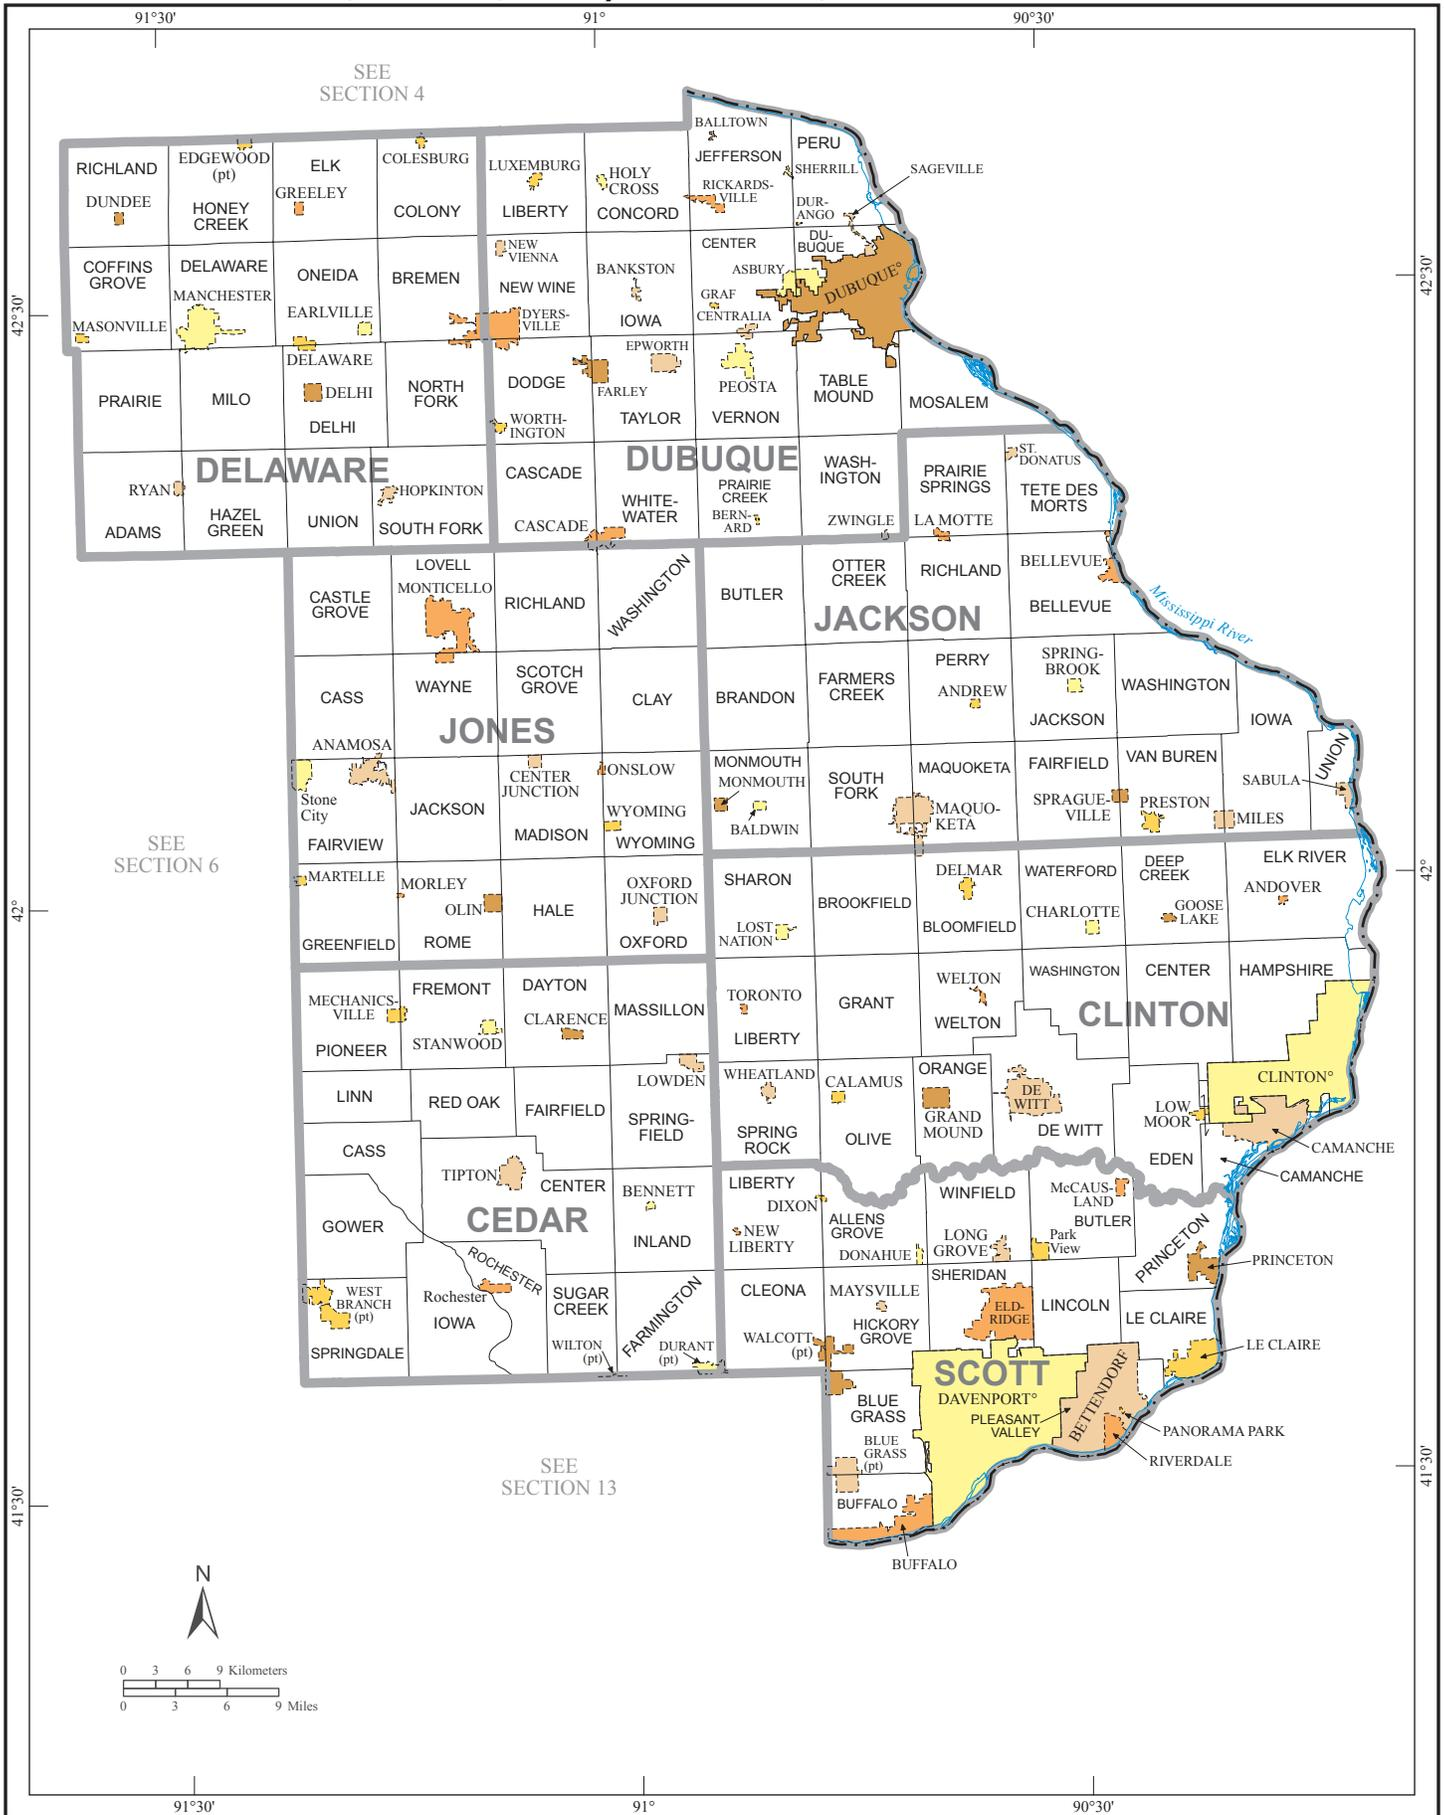 91°30'
91°
90°30'
SEE
SECTION 4
BALLTOWN
JEFFERSON
PERU
SHERRILL
SAGEVILLE
RICHLAND
EDGEWOOD
(pt)
ELK
COLESBURG
LUXEMBURG
HOLY
CROSS
RICKARDS-
VILLE
DUNDEE
GREELEY
HONEY
CREEK
COLONY
LIBERTY
CONCORD
DUR-
ANGO
DU-
BUQUE
CENTER
NEW
VIENNA
COFFINS
GROVE
DELAWARE
ONEIDA
BREMEN
NEW WINE
BANKSTON
ASBURY
DUBUQUE°
42°30'
MANCHESTER
GRAF
CENTRALIA
MASONVILLE
EARLVILLE
DYERS-
VILLE
IOWA
42°30'
DELAWARE
EPWORTH
PRAIRIE
MILO
DELHI
DELHI
NORTH
FORK
DODGE
FARLEY
PEOSTA
TABLE
MOUND
MOSALEM
WORTH-
INGTON
TAYLOR
VERNON
DELAWARE
DUBUQUE
CASCADE
WASH-
INGTON
PRAIRIE
SPRINGS
ST.
DONATUS
RYAN
HOPKINTON
PRAIRIE
CREEK
TETE DES
MORTS
WHITE-
WATER
BERN-
ARD
ADAMS
HAZEL
GREEN
UNION
SOUTH FORK
CASCADE
ZWINGLE
LA MOTTE
LOVELL
MONTICELLO
CASTLE
GROVE
RICHLAND
WASHINGTON
BUTLER
OTTER
CREEK
RICHLAND
BELLEVUE
BELLEVUE
JACKSON
Mississippi River
CASS
WAYNE
SCOTCH
GROVE
CLAY
BRANDON
FARMERS
CREEK
PERRY
ANDREW
SPRING-
BROOK
WASHINGTON
JACKSON
IOWA
JONES
ANAMOSA
CENTER
JUNCTION
ONSLOW
MONMOUTH
MONMOUTH
SOUTH
FORK
MAQUOKETA
FAIRFIELD
VAN BUREN
UNION
SABULA
Stone
City
JACKSON
WYOMING
BALDWIN
MAQUO-
KETA
SPRAGUE-
VILLE
PRESTON
MILES
FAIRVIEW
MADISON
WYOMING
SEE
SECTION 6
MARTELLE
MORLEY
OLIN
HALE
OXFORD
JUNCTION
SHARON
BROOKFIELD
DELMAR
WATERFORD
DEEP
CREEK
ELK RIVER
ANDOVER
42°
42°
GREENFIELD
ROME
OXFORD
LOST
NATION
BLOOMFIELD
CHARLOTTE
GOOSE
LAKE
MECHANICS-
VILLE
FREMONT
DAYTON
MASSILLON
TORONTO
GRANT
WELTON
WASHINGTON
CENTER
HAMPSHIRE
STANWOOD
CLARENCE
PIONEER
LIBERTY
WELTON
CLINTON
LOWDEN
WHEATLAND
CALAMUS
ORANGE
CLINTON°
LINN
RED OAK
FAIRFIELD
SPRING-
FIELD
GRAND
MOUND
DE
WITT
LOW
MOOR
CASS
SPRING
ROCK
OLIVE
DE WITT
CAMANCHE
TIPTON
CENTER
EDEN
CAMANCHE
BENNETT
LIBERTY
DIXON
WINFIELD
McCAUS-
LAND
GOWER
CEDAR
INLAND
NEW
LIBERTY
ALLENS
GROVE
BUTLER
LONG
GROVE
Park
View
PRINCETON
DONAHUE
PRINCETON
ROCHESTER
CLEONA
MAYSVILLE
SHERIDAN
WEST
BRANCH
(pt)
Rochester
IOWA
SUGAR
CREEK
FARMINGTON
HICKORY
GROVE
ELD-
RIDGE
LINCOLN
LE CLAIRE
SPRINGDALE
WILTON
(pt)
DURANT
(pt)
WALCOTT
(pt)
LE CLAIRE
SCOTT
DAVENPORT°
BETTENDORF
BLUE
GRASS
PLEASANT
VALLEY
PANORAMA PARK
BLUE
GRASS
(pt)
RIVERDALE
SEE
SECTION 13
41°30'
41°30'
BUFFALO
BUFFALO
N
0 3 6 9 Kilometers
0 3 6 9 Miles
91°30'
91°
90°30'